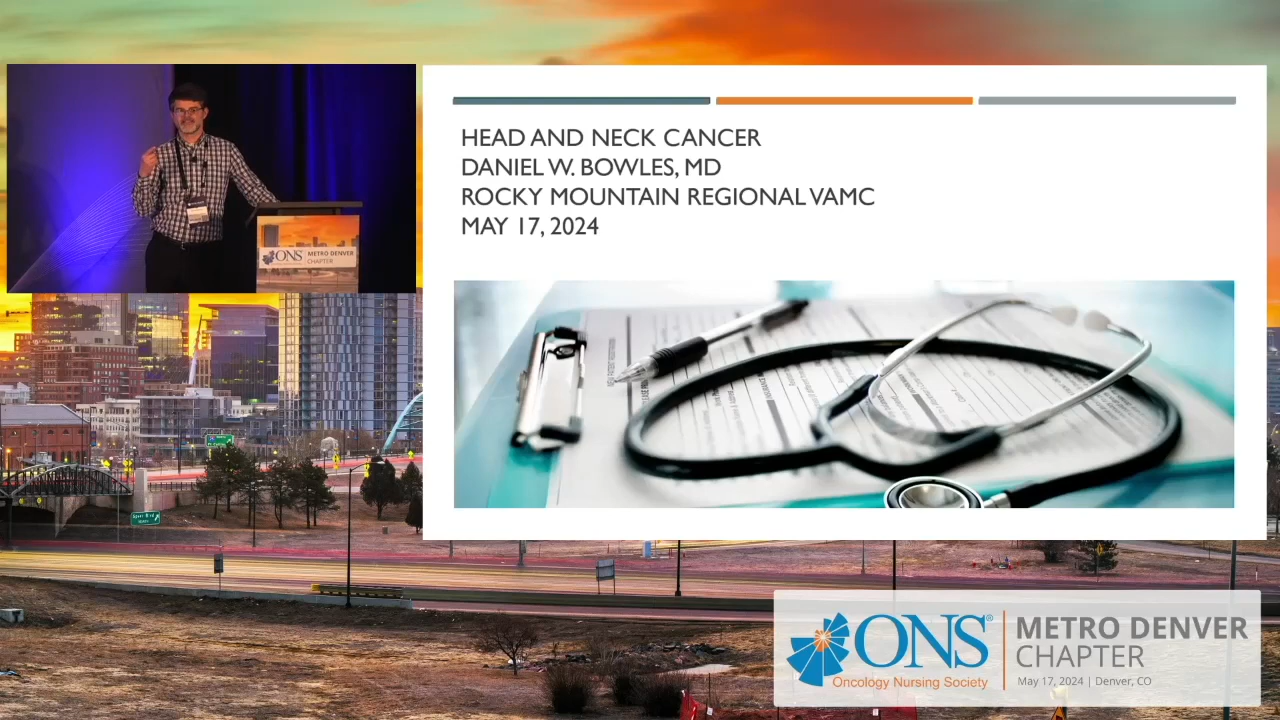 HEAD AND NECK CANCER
DANIEL W. BOWLES, MD
ROCKY MOUNTAIN REGIONAL VAMC
MAY 17, 2024
ONS METRO DENVER
CHAPTER
ONS®
Oncology Nursing Society
METRO DENVER
CHAPTER
May 17, 2024 | Denver, CO